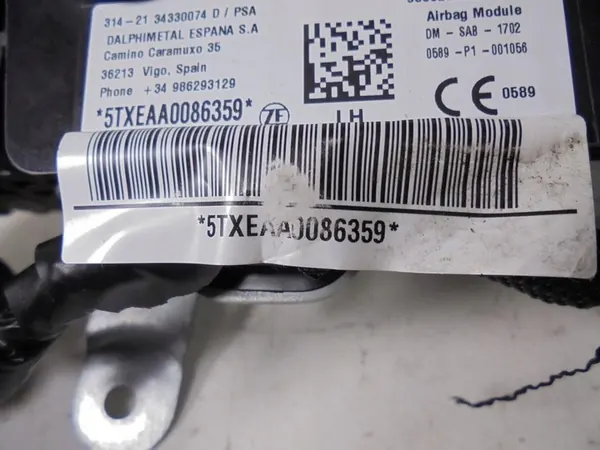 314-21 34330074 D / PSA
DALPHIMETAL ESPANA S.A
Camino Caramuxo 35
36213 Vigo, Spain
Phone +34 986293129
*5TXEAA0086359*
ZF
LH
Airbag Module
DM - SAB - 1702
0589-P1-001056
CE 0589
*5TXEAA0086359*